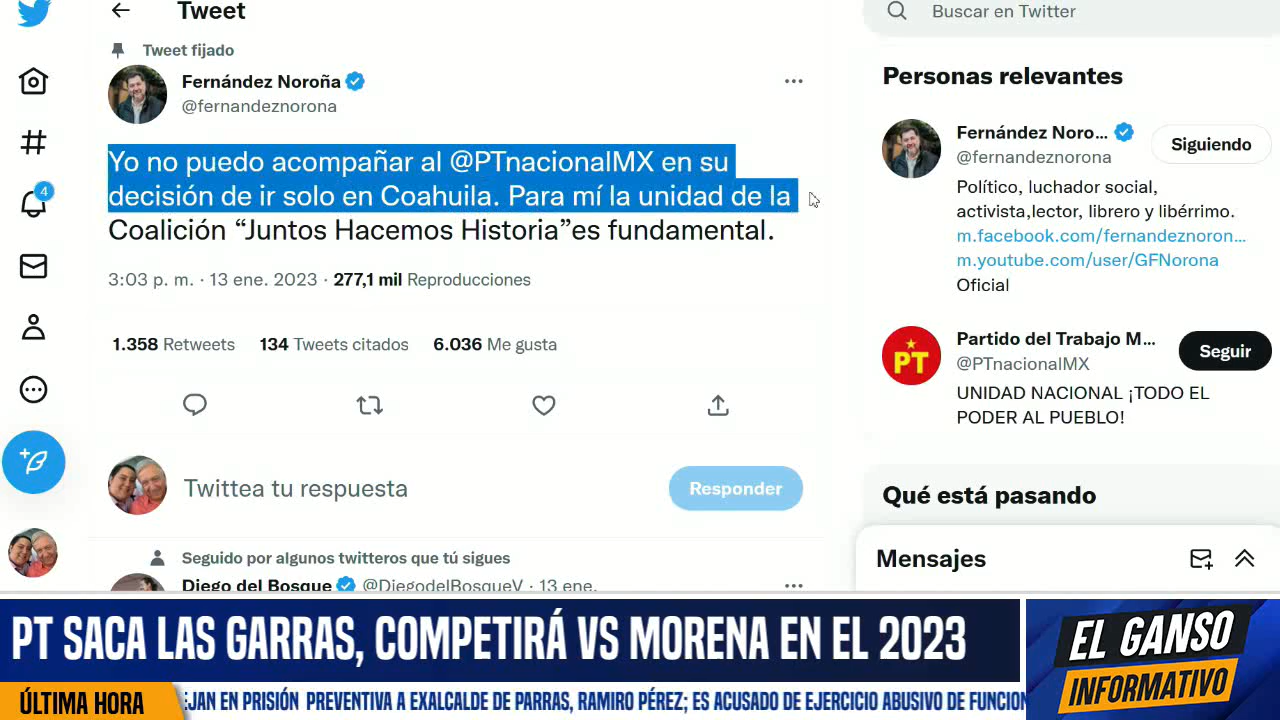 Tweet
Buscar en Twitter
Tweet fijado
Fernández Noroña
@fernandeznorona
Yo no puedo acompañar al @PTnacionalMX en su
decisión de ir solo en Coahuila. Para mí la unidad de la
Coalición “Juntos Hacemos Historia”es fundamental.
3:03 p. m. · 13 ene. 2023 · 277,1 mil Reproducciones
1.358 Retweets 134 Tweets citados 6.036 Me gusta
Twittea tu respuesta
Responder
Seguido por algunos twitteros que tú sigues
Diego del Bosque @DiegodelBosqueV · 13 ene.
4
Personas relevantes
Fernández Noro...
Siguiendo
@fernandeznorona
Político, luchador social,
activista,lector, librero y libérrimo.
m.facebook.com/fernandeznoron...
m.youtube.com/user/GFNorona
Oficial
PT
Partido del Trabajo M...
@PTnacionalMX
Seguir
UNIDAD NACIONAL ¡TODO EL
PODER AL PUEBLO!
Qué está pasando
Mensajes
PT SACA LAS GARRAS, COMPETIRÁ VS MORENA EN EL 2023
EL GANSO
INFORMATIVO
ÚLTIMA HORA
EJAN EN PRISIÓN PREVENTIVA A EXALCALDE DE PARRAS, RAMIRO PÉREZ; ES ACUSADO DE EJERCICIO ABUSIVO DE FUNCION